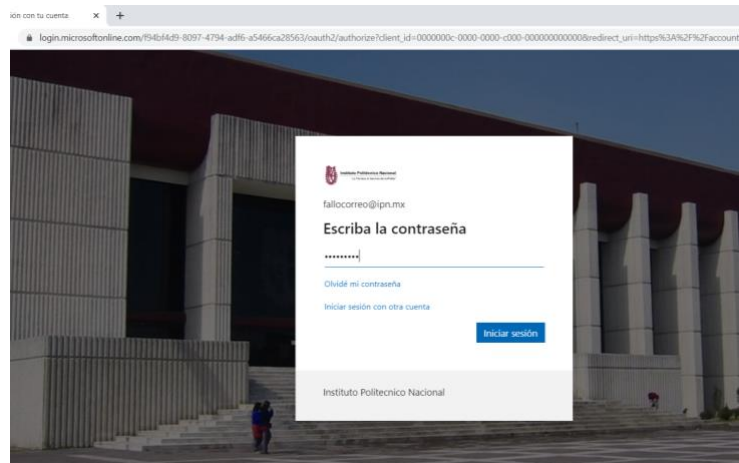 ión con tu cuenta
login.microsoftonline.com/f94bf4d9-8097-4794-adf6-a5466ca28563/oauth2/authorize?client_id=0000000c-0000-0000-c000-000000000000&redirect_uri=https%3A%2F%2Faccount
Instituto Politécnico Nacional
fallocorreo@ipn.mx
Escriba la contraseña
•••••••••
Olvidé mi contraseña
Iniciar sesión con otra cuenta
Iniciar sesión
Instituto Politecnico Nacional